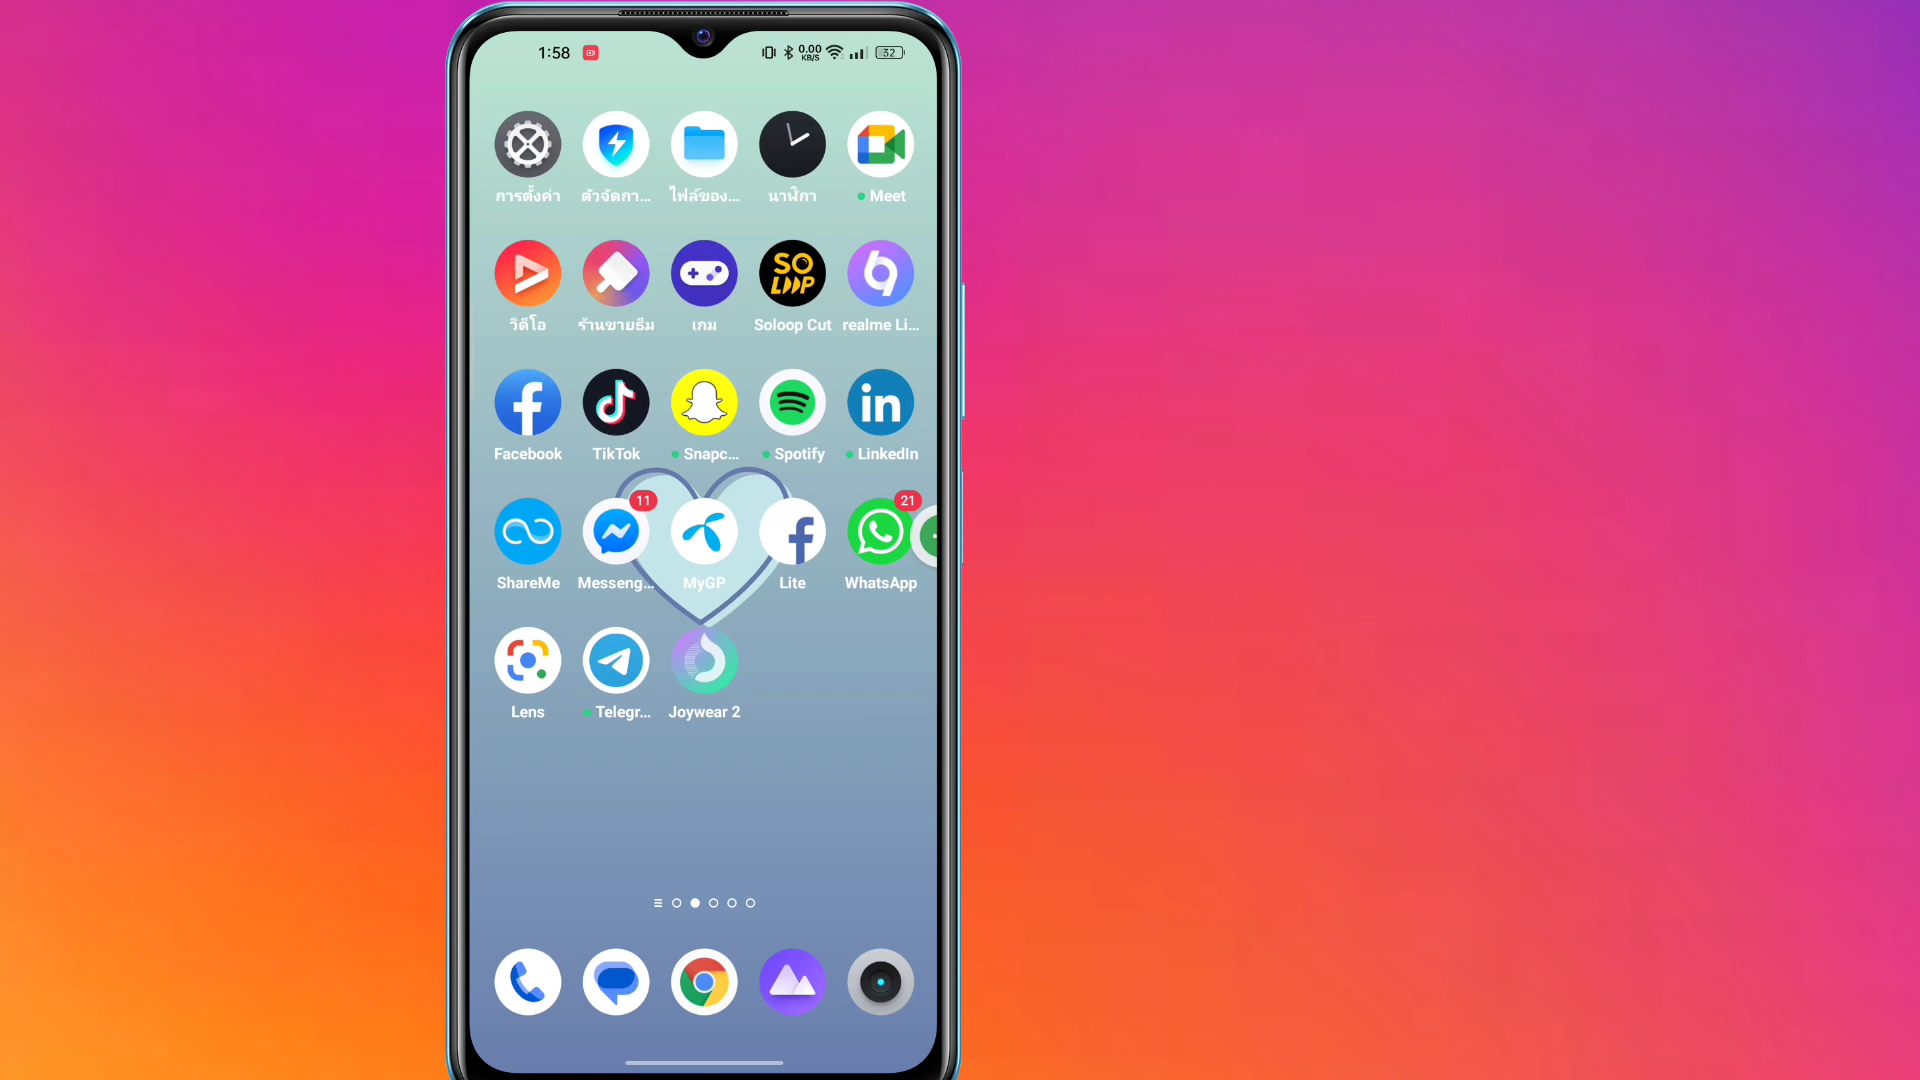 1:58 0.00 KB/S 32
การตั้งค่า ตัวจัดกา... ไฟล์ของ... นาฬิกา Meet
SO LOOP
วิดีโอ ร้านขายธีม เกม Soloop Cut realme Li...
in
Facebook TikTok Snapc... Spotify LinkedIn
11 21
ShareMe Messeng... MyGP Lite WhatsApp
Lens Telegr... Joywear 2